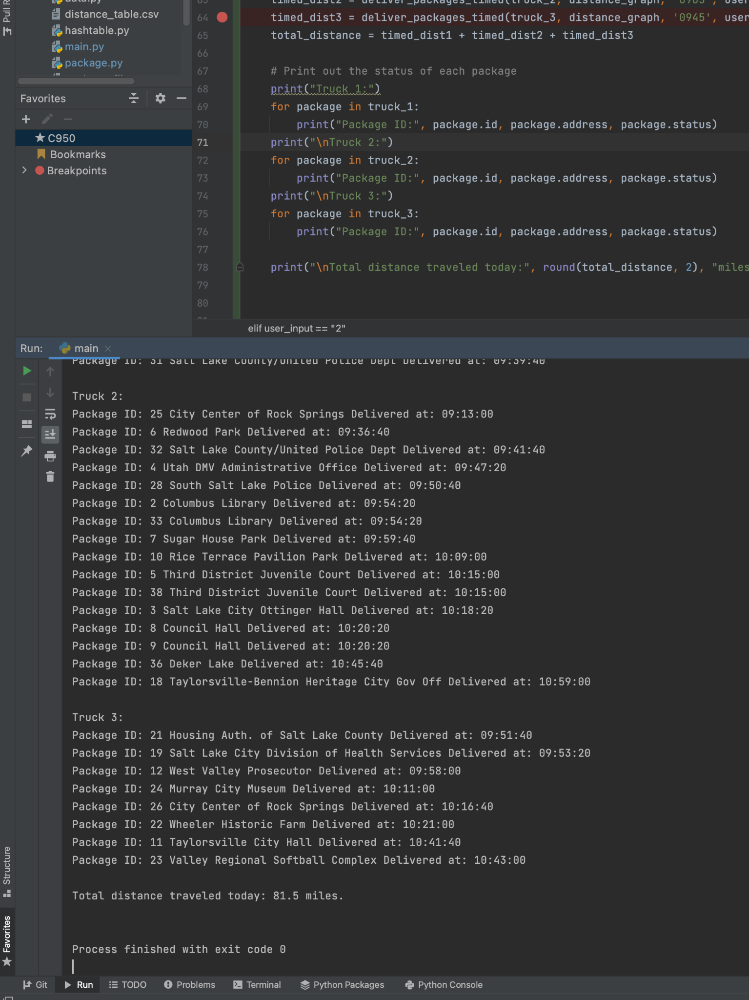 Pull R
data.py
distance_table.csv
hashtable.py
main.py
package.py
Favorites
C950
Bookmarks
Breakpoints
64 timed_dist3 = deliver_packages_timed(truck_3, distance_graph, '0945', user
65 total_distance = timed_dist1 + timed_dist2 + timed_dist3
66
67 # Print out the status of each package
68 print("Truck 1:")
69 for package in truck_1:
70 print("Package ID:", package.id, package.address, package.status)
71 print("\nTruck 2:")
72 for package in truck_2:
73 print("Package ID:", package.id, package.address, package.status)
74 print("\nTruck 3:")
75 for package in truck_3:
76 print("Package ID:", package.id, package.address, package.status)
77
78 print("\nTotal distance traveled today:", round(total_distance, 2), "miles
79
80
elif user_input == "2"
Run: main
Package ID: 31 Salt Lake County/United Police Dept Delivered at: 09:39:40
Truck 2:
Package ID: 25 City Center of Rock Springs Delivered at: 09:13:00
Package ID: 6 Redwood Park Delivered at: 09:36:40
Package ID: 32 Salt Lake County/United Police Dept Delivered at: 09:41:40
Package ID: 4 Utah DMV Administrative Office Delivered at: 09:47:20
Package ID: 28 South Salt Lake Police Delivered at: 09:50:40
Package ID: 2 Columbus Library Delivered at: 09:54:20
Package ID: 33 Columbus Library Delivered at: 09:54:20
Package ID: 7 Sugar House Park Delivered at: 09:59:40
Package ID: 10 Rice Terrace Pavilion Park Delivered at: 10:09:00
Package ID: 5 Third District Juvenile Court Delivered at: 10:15:00
Package ID: 38 Third District Juvenile Court Delivered at: 10:15:00
Package ID: 3 Salt Lake City Ottinger Hall Delivered at: 10:18:20
Package ID: 8 Council Hall Delivered at: 10:20:20
Package ID: 9 Council Hall Delivered at: 10:20:20
Package ID: 36 Deker Lake Delivered at: 10:45:40
Package ID: 18 Taylorsville-Bennion Heritage City Gov Off Delivered at: 10:59:00
Truck 3:
Package ID: 21 Housing Auth. of Salt Lake County Delivered at: 09:51:40
Package ID: 19 Salt Lake City Division of Health Services Delivered at: 09:53:20
Package ID: 12 West Valley Prosecutor Delivered at: 09:58:00
Package ID: 24 Murray City Museum Delivered at: 10:11:00
Package ID: 26 City Center of Rock Springs Delivered at: 10:16:40
Package ID: 22 Wheeler Historic Farm Delivered at: 10:21:00
Package ID: 11 Taylorsville City Hall Delivered at: 10:41:40
Package ID: 23 Valley Regional Softball Complex Delivered at: 10:43:00
Total distance traveled today: 81.5 miles.
Process finished with exit code 0
Structure
Favorites
Git Run TODO Problems Terminal Python Packages Python Console